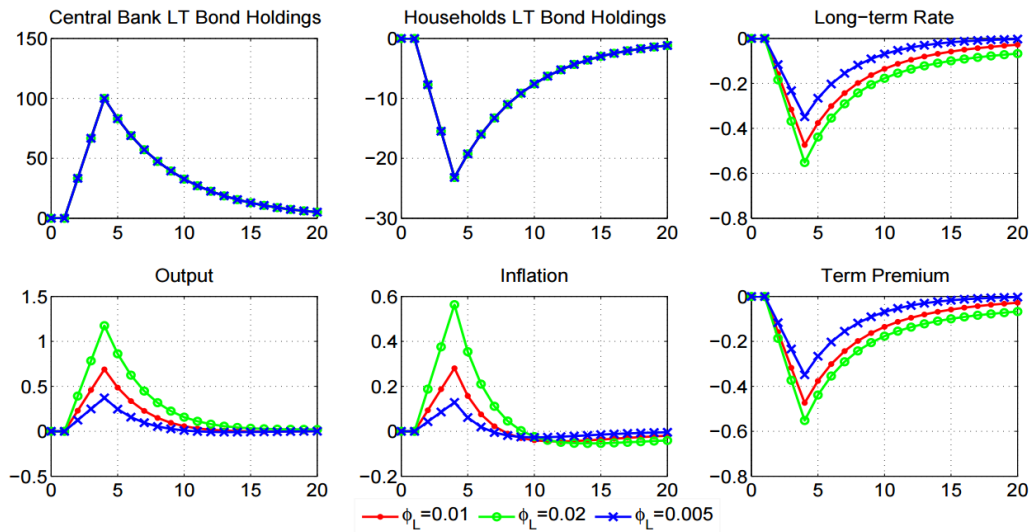 Central Bank LT Bond Holdings
150
100
50
0
0 5 10 15 20
Households LT Bond Holdings
0
−10
−20
−30
0 5 10 15 20
Long-term Rate
0
−0.2
−0.4
−0.6
−0.8
0 5 10 15 20
Output
1.5
1
0.5
0
−0.5
0 5 10 15 20
Inflation
0.6
0.4
0.2
0
−0.2
0 5 10 15 20
Term Premium
0
−0.2
−0.4
−0.6
−0.8
0 5 10 15 20
ϕL=0.01 ϕL=0.02 ϕL=0.005